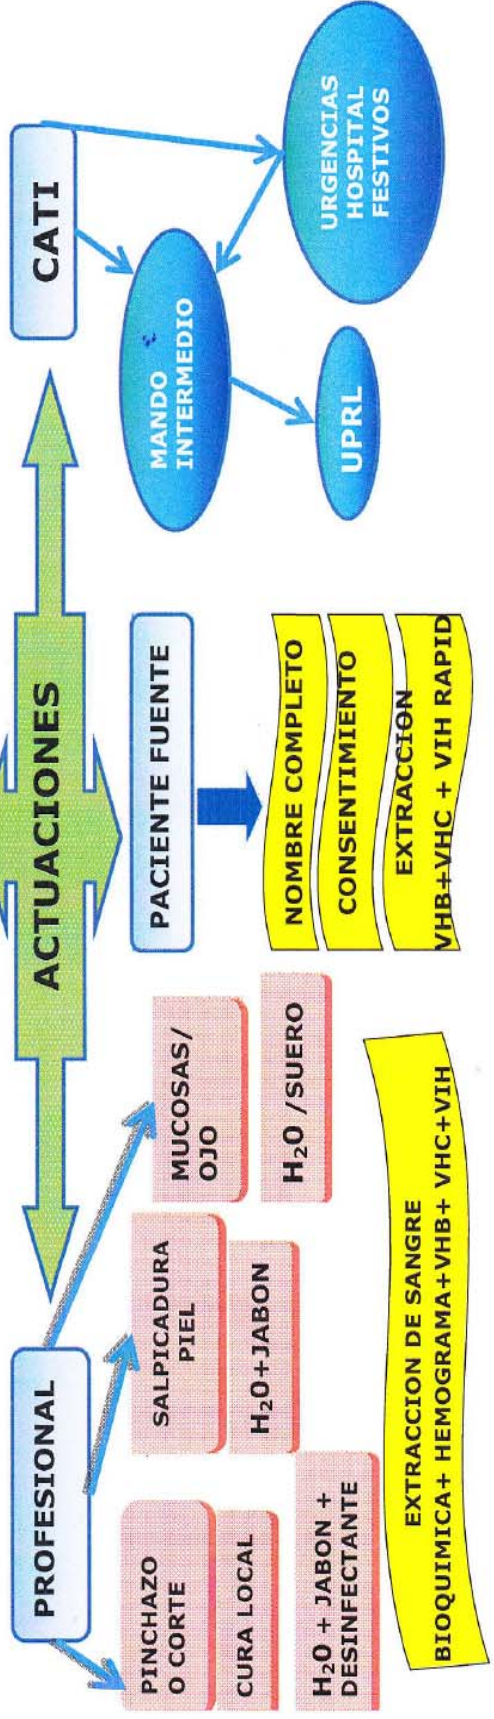 ACTUACIONES
PROFESIONAL
PINCHAZO
O CORTE
CURA LOCAL
H₂O + JABON +
DESINFECTANTE
SALPICADURA
PIEL
H₂0+JABON
MUCOSAS/
OJO
H₂0 /SUERO
EXTRACCION DE SANGRE
BIOQUIMICA+ HEMOGRAMA+VHB+ VHC+VIH
PACIENTE FUENTE
NOMBRE COMPLETO
CONSENTIMIENTO
EXTRACCION
VHB+VHC + VIH RAPID
CATI
MANDO
INTERMEDIO
UPRL
URGENCIAS
HOSPITAL
FESTIVOS